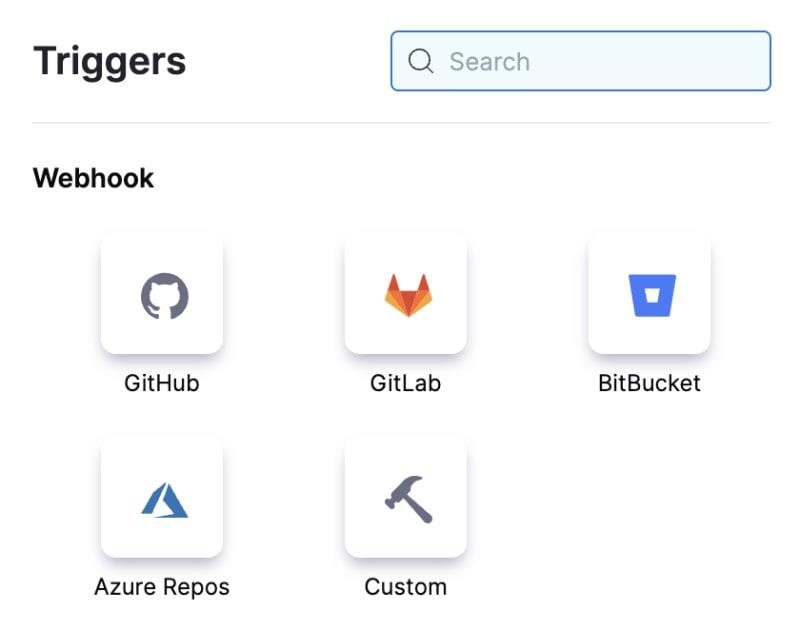 Triggers
Search
Webhook
GitHub
GitLab
BitBucket
Azure Repos
Custom